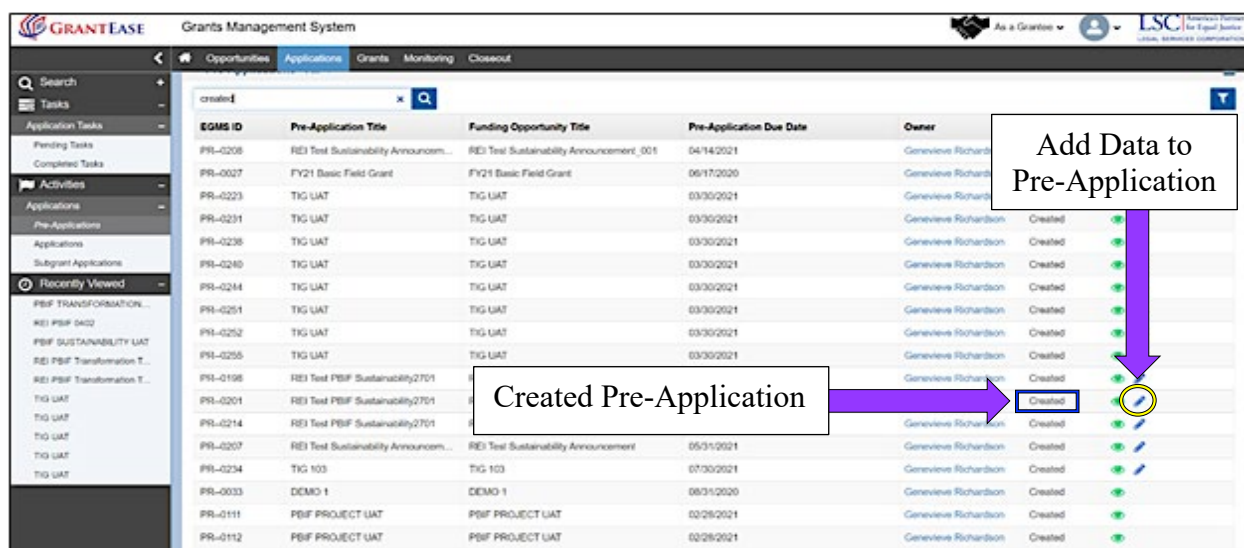 GRANTEASE
Grants Management System
As a Grantee
LSC America's Partner for Equal Justice
LEGAL SERVICES CORPORATION
Opportunities Applications Grants Monitoring Closeout
Search +
Tasks -
Application Tasks -
Pending Tasks
Completed Tasks
Activities -
Applications -
Pre-Applications
Applications
Subgrant Applications
Recently Viewed -
PBIF TRANSFORMATION...
REI PBIF 0402
PBIF SUSTAINABILITY UAT
REI PBIF Transformation T...
REI PBIF Transformation T...
TIG UAT
TIG UAT
TIG UAT
TIG UAT
TIG UAT
created
EGMS ID Pre-Application Title Funding Opportunity Title Pre-Application Due Date Owner
PR--0208 REI Test Sustainability Announcem... REI Test Sustainability Announcement_001 04/14/2021 Genevieve Richards
PR--0027 FY21 Basic Field Grant FY21 Basic Field Grant 06/17/2020 Genevieve Richards
PR--0223 TIG UAT TIG UAT 03/30/2021 Genevieve Richards
PR--0231 TIG UAT TIG UAT 03/30/2021 Genevieve Richardson Created
PR--0238 TIG UAT TIG UAT 03/30/2021 Genevieve Richardson Created
PR--0240 TIG UAT TIG UAT 03/30/2021 Genevieve Richardson Created
PR--0244 TIG UAT TIG UAT 03/30/2021 Genevieve Richardson Created
PR--0251 TIG UAT TIG UAT 03/30/2021 Genevieve Richardson Created
PR--0252 TIG UAT TIG UAT 03/30/2021 Genevieve Richardson Created
PR--0255 TIG UAT TIG UAT 03/30/2021 Genevieve Richardson Created
PR--0198 REI Test PBIF Sustainability2701 Genevieve Richardson Created
PR--0201 REI Test PBIF Sustainability2701 Created
PR--0214 REI Test PBIF Sustainability2701 Genevieve Richardson Created
PR--0207 REI Test Sustainability Announcem... REI Test Sustainability Announcement 05/31/2021 Genevieve Richardson Created
PR--0234 TIG 103 TIG 103 07/30/2021 Genevieve Richardson Created
PR--0033 DEMO 1 DEMO 1 08/31/2020 Genevieve Richardson Created
PR--0111 PBIF PROJECT UAT PBIF PROJECT UAT 02/28/2021 Genevieve Richardson Created
PR--0112 PBIF PROJECT UAT PBIF PROJECT UAT 02/28/2021 Genevieve Richardson Created
Add Data to
Pre-Application
Created Pre-Application